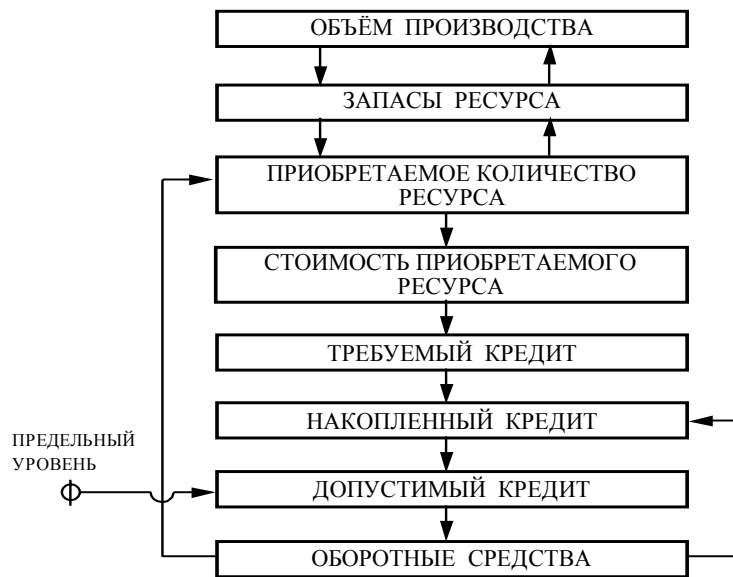 ОБЪЁМ ПРОИЗВОДСТВА
ЗАПАСЫ РЕСУРСА
ПРИОБРЕТАЕМОЕ КОЛИЧЕСТВО
РЕСУРСА
СТОИМОСТЬ ПРИОБРЕТАЕМОГО
РЕСУРСА
ТРЕБУЕМЫЙ КРЕДИТ
НАКОПЛЕННЫЙ КРЕДИТ
ПРЕДЕЛЬНЫЙ
УРОВЕНЬ
ДОПУСТИМЫЙ КРЕДИТ
ОБОРОТНЫЕ СРЕДСТВА